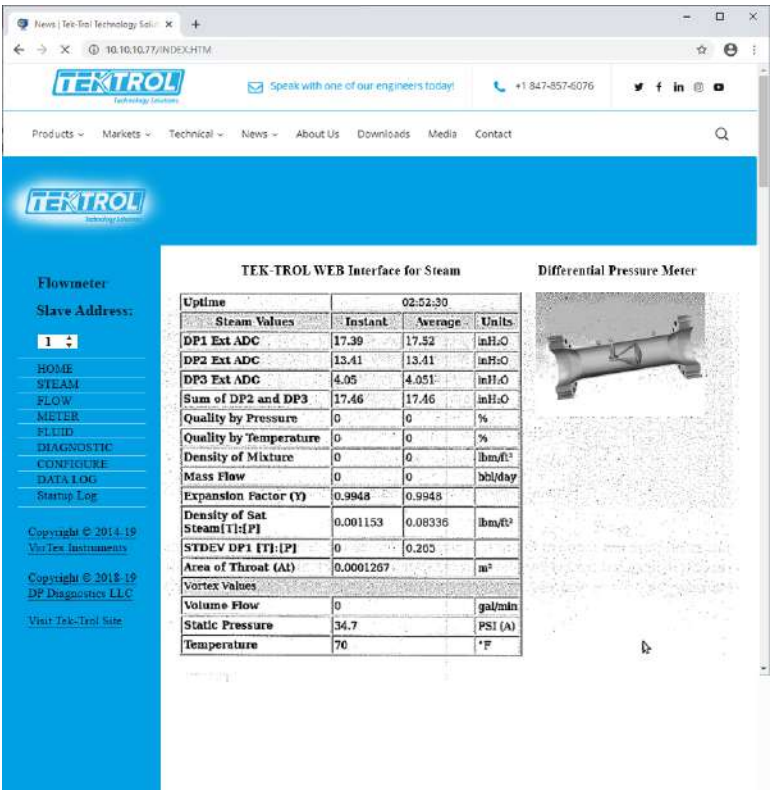 News | Tek-Trol Technology Solu
10.10.10.77/INDEX.HTM
TEKTROL
Technology Solutions
Speak with one of our engineers today!
+1 847-857-6076
Products
Markets
Technical
News
About Us
Downloads
Media
Contact
TEKTROL
Technology Solutions
Flowmeter
Slave Address:
1
HOME
STEAM
FLOW
METER
FLUID
DIAGNOSTIC
CONFIGURE
DATA LOG
Startup Log
Copyright © 2014-19
VorTex Instruments
Copyright © 2018-19
DP Diagnostics LLC
Visit Tek-Trol Site
TEK-TROL WEB Interface for Steam
Uptime 02:52:30
Steam Values Instant Average Units
DP1 Ext ADC 17.39 17.52 inH₂O
DP2 Ext ADC 13.41 13.41 inH₂O
DP3 Ext ADC 4.05 4.051 inH₂O
Sum of DP2 and DP3 17.46 17.46 inH₂O
Quality by Pressure 0 0 %
Quality by Temperature 0 0 %
Density of Mixture 0 0 lbm/ft³
Mass Flow 0 0 bbl/day
Expansion Factor (Y) 0.9948 0.9948
Density of Sat
Steam[T]:[P] 0.001153 0.08336 lbm/ft³
STDEV DP1 [T]:[P] 0 0.265
Area of Throat (At) 0.0001267 m²
Vortex Values
Volume Flow 0 gal/min
Static Pressure 34.7 PSI (A)
Temperature 70 °F
Differential Pressure Meter